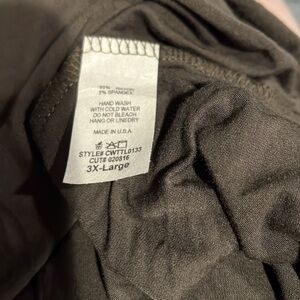 5% SPANDEX
HAND WASH
WITH COLD WATER
DO NOT BLEACH
HANG OR LINEDRY
MADE IN U.S.A.
STYLE# CWTTL0133
CUT# 020816
3X-Large